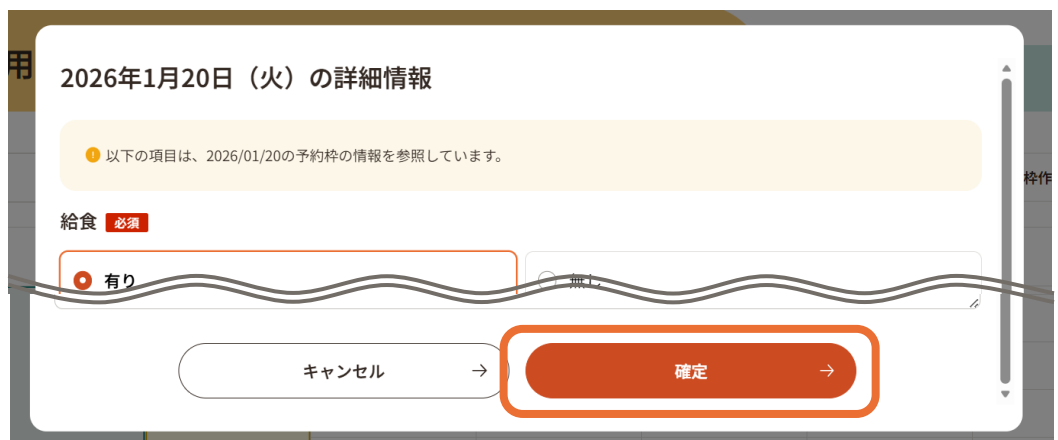 用
2026年1月20日（火）の詳細情報
以下の項目は、2026/01/20の予約枠の情報を参照しています。
枠作
給食 必須
有り 無し
キャンセル → 確定 →